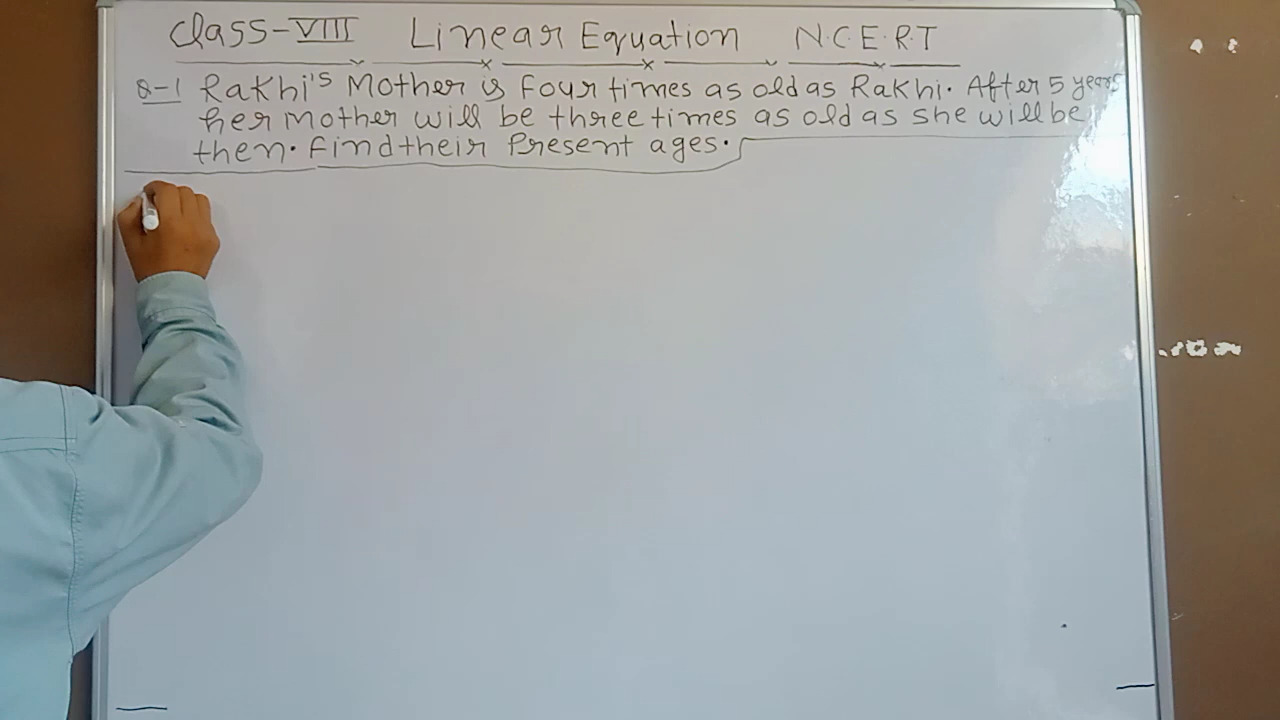 Class-VIII Linear Equation N.C.E.R.T
Q-1 Rakhi's Mother is Four times as old as Rakhi. After 5 years
her mother will be three times as old as she will be
then. Find their Present ages.